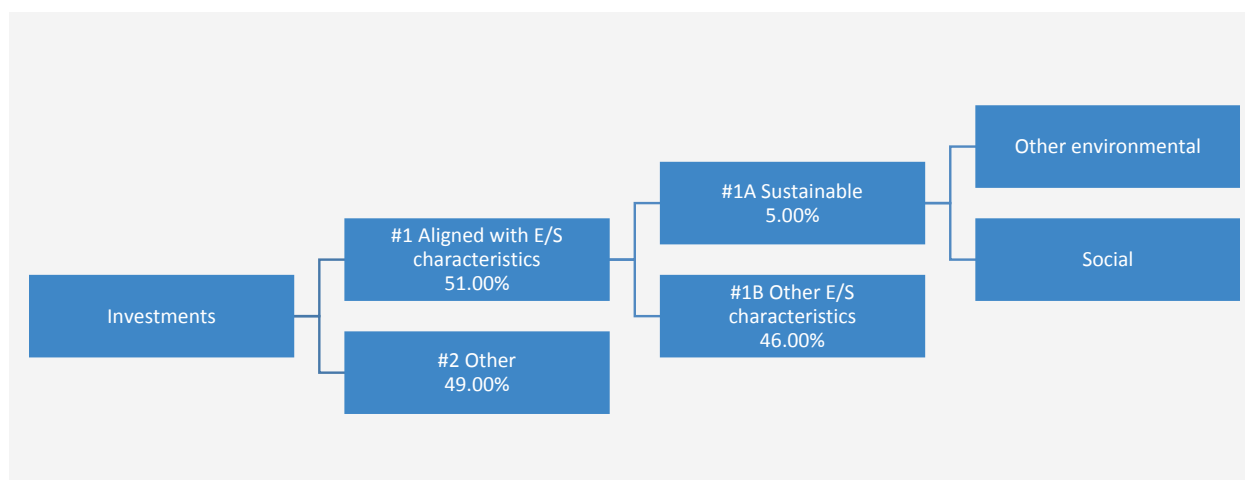 Investments
#1 Aligned with E/S
characteristics
51.00%
#2 Other
49.00%
#1A Sustainable
5.00%
#1B Other E/S
characteristics
46.00%
Other environmental
Social